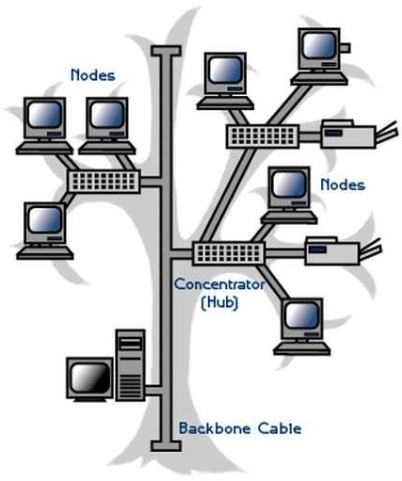 Nodes
Nodes
Concentrator
(Hub)
Backbone Cable